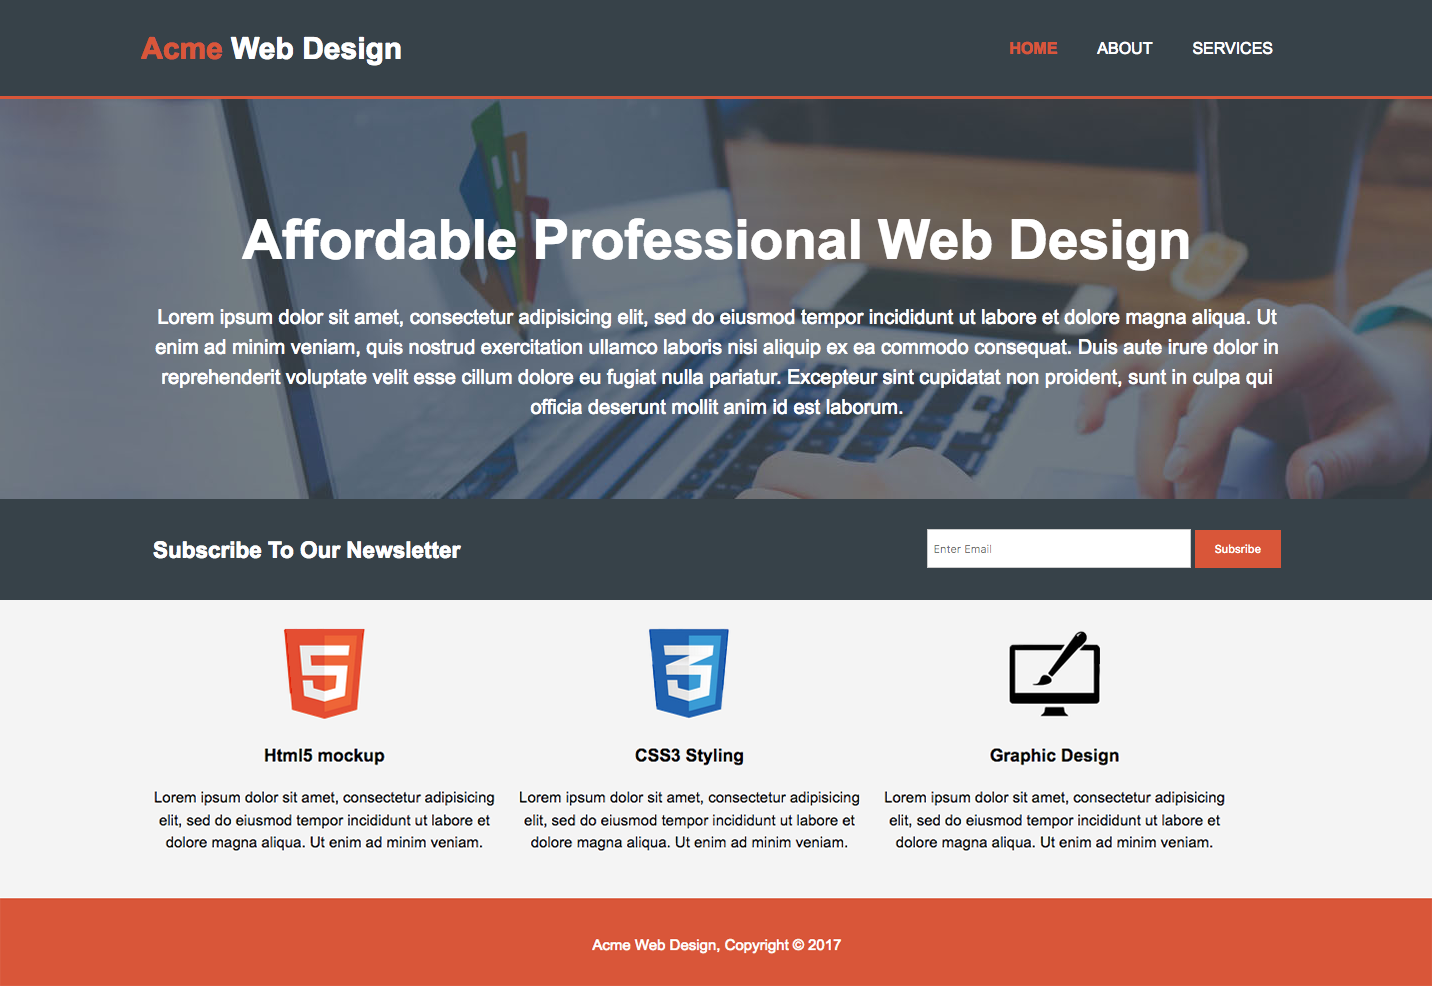 Acme Web Design
HOME ABOUT SERVICES
Affordable Professional Web Design
Lorem ipsum dolor sit amet, consectetur adipisicing elit, sed do eiusmod tempor incididunt ut labore et dolore magna aliqua. Ut
enim ad minim veniam, quis nostrud exercitation ullamco laboris nisi aliquip ex ea commodo consequat. Duis aute irure dolor in
reprehenderit voluptate velit esse cillum dolore eu fugiat nulla pariatur. Excepteur sint cupidatat non proident, sunt in culpa qui
officia deserunt mollit anim id est laborum.
Subscribe To Our Newsletter
Enter Email
Subsribe
Html5 mockup
Lorem ipsum dolor sit amet, consectetur adipisicing
elit, sed do eiusmod tempor incididunt ut labore et
dolore magna aliqua. Ut enim ad minim veniam.
CSS3 Styling
Lorem ipsum dolor sit amet, consectetur adipisicing
elit, sed do eiusmod tempor incididunt ut labore et
dolore magna aliqua. Ut enim ad minim veniam.
Graphic Design
Lorem ipsum dolor sit amet, consectetur adipisicing
elit, sed do eiusmod tempor incididunt ut labore et
dolore magna aliqua. Ut enim ad minim veniam.
Acme Web Design, Copyright © 2017